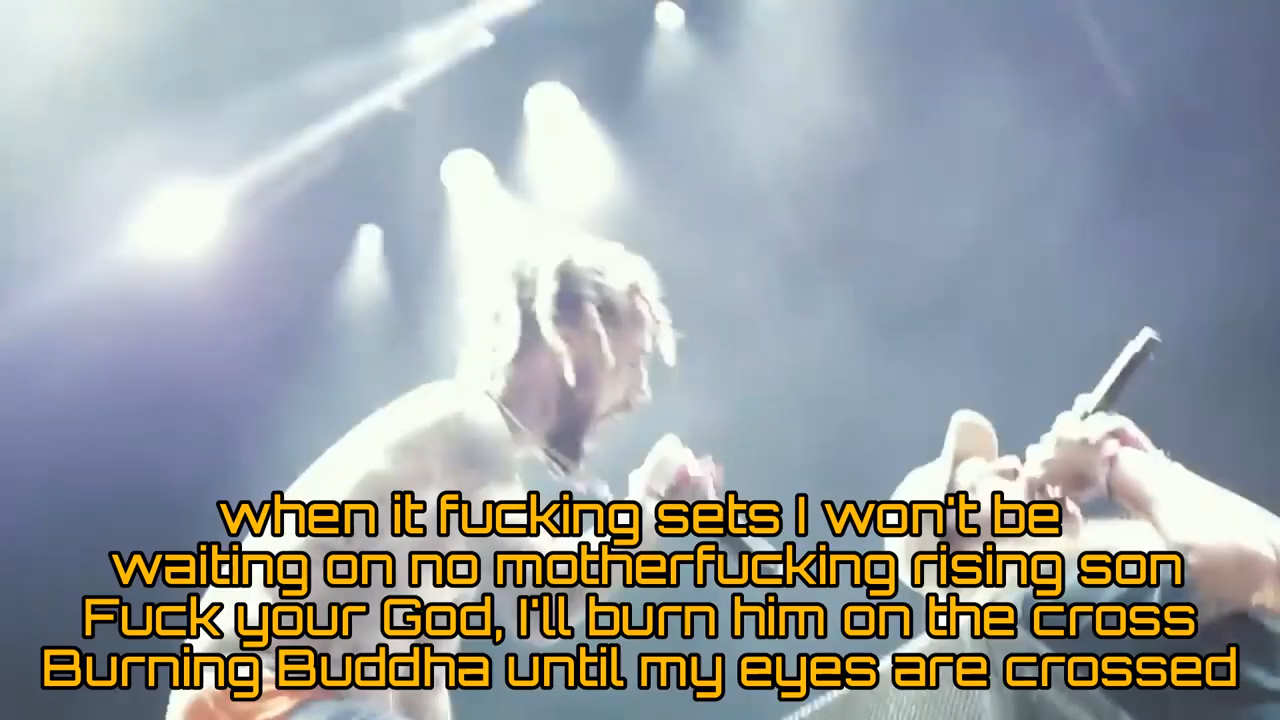 when it fucking sets I won't be
waiting on no motherfucking rising son
Fuck your God, I'll burn him on the cross
Burning Buddha until my eyes are crossed